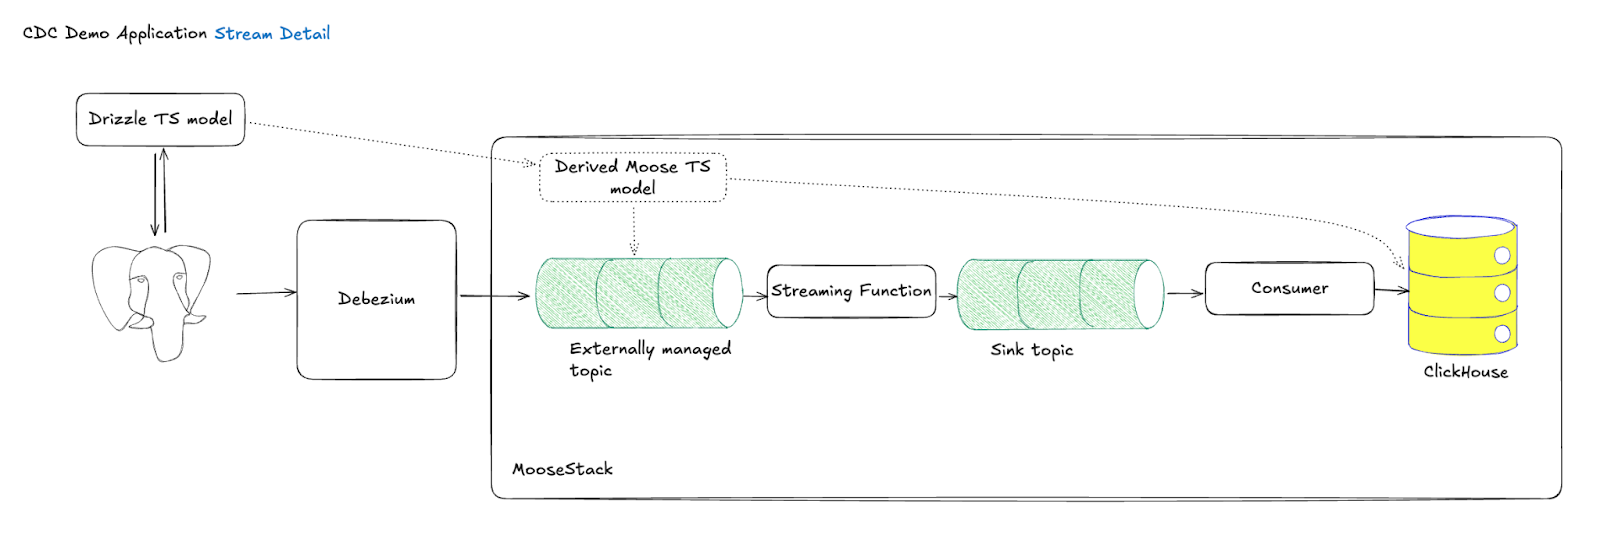 CDC Demo Application Stream Detail
Drizzle TS model
Derived Moose TS
model
Debezium
Streaming Function
Consumer
Externally managed
topic
Sink topic
ClickHouse
MooseStack